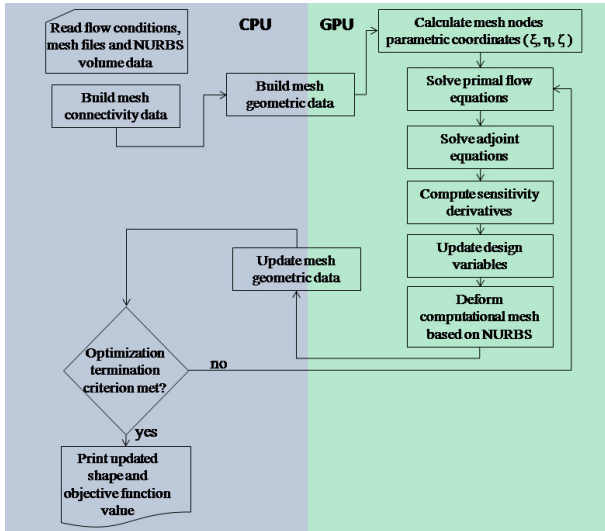 CPU
GPU
Read flow conditions,
mesh files and NURBS
volume data
Build mesh
connectivity data
Build mesh
geometric data
Calculate mesh nodes
parametric coordinates (ξ, η, ζ)
Solve primal flow
equations
Solve adjoint
equations
Compute sensitivity
derivatives
Update design
variables
Deform
computational mesh
based on NURBS
Update mesh
geometric data
Optimization
termination
criterion met?
no
yes
Print updated
shape and
objective function
value